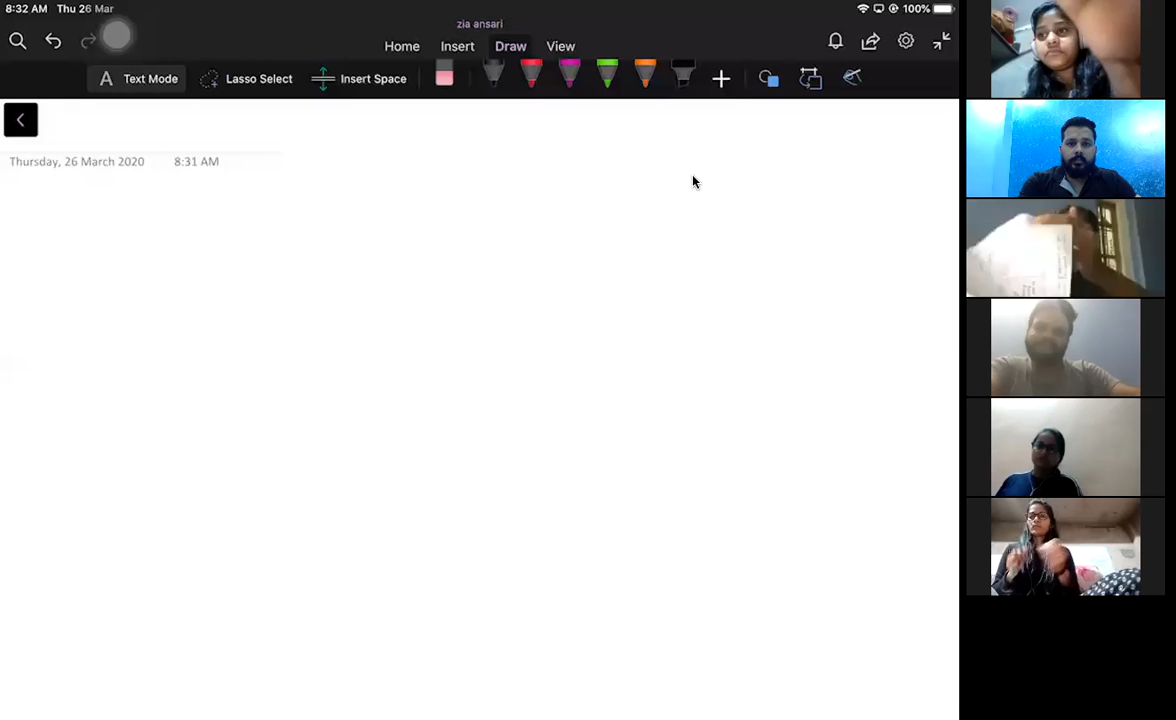 8:32 AM Thu 26 Mar 100%
zia ansari
Home Insert Draw View
A Text Mode Lasso Select Insert Space
Thursday, 26 March 2020 8:31 AM